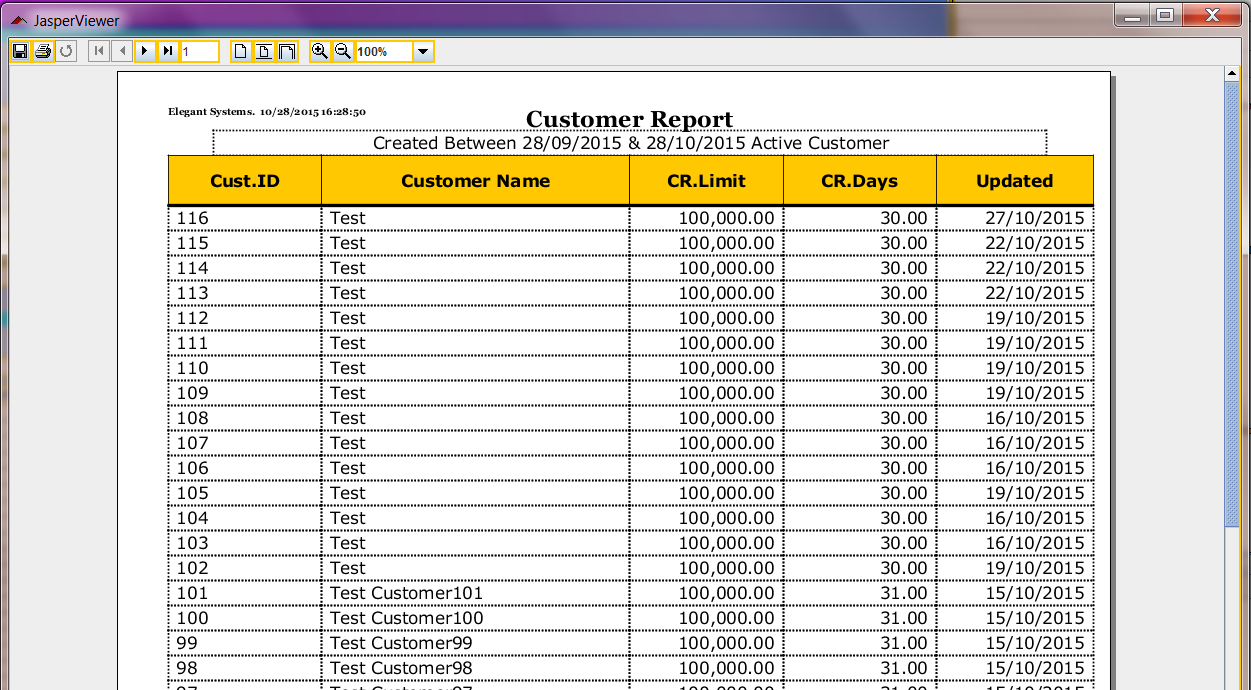 JasperViewer
1
100%
Elegant Systems. 10/28/2015 16:28:50
Customer Report
Created Between 28/09/2015 & 28/10/2015 Active Customer
Cust.ID Customer Name CR.Limit CR.Days Updated
116 Test 100,000.00 30.00 27/10/2015
115 Test 100,000.00 30.00 22/10/2015
114 Test 100,000.00 30.00 22/10/2015
113 Test 100,000.00 30.00 22/10/2015
112 Test 100,000.00 30.00 19/10/2015
111 Test 100,000.00 30.00 19/10/2015
110 Test 100,000.00 30.00 19/10/2015
109 Test 100,000.00 30.00 19/10/2015
108 Test 100,000.00 30.00 16/10/2015
107 Test 100,000.00 30.00 16/10/2015
106 Test 100,000.00 30.00 16/10/2015
105 Test 100,000.00 30.00 19/10/2015
104 Test 100,000.00 30.00 16/10/2015
103 Test 100,000.00 30.00 16/10/2015
102 Test 100,000.00 30.00 19/10/2015
101 Test Customer101 100,000.00 31.00 15/10/2015
100 Test Customer100 100,000.00 31.00 15/10/2015
99 Test Customer99 100,000.00 31.00 15/10/2015
98 Test Customer98 100,000.00 31.00 15/10/2015